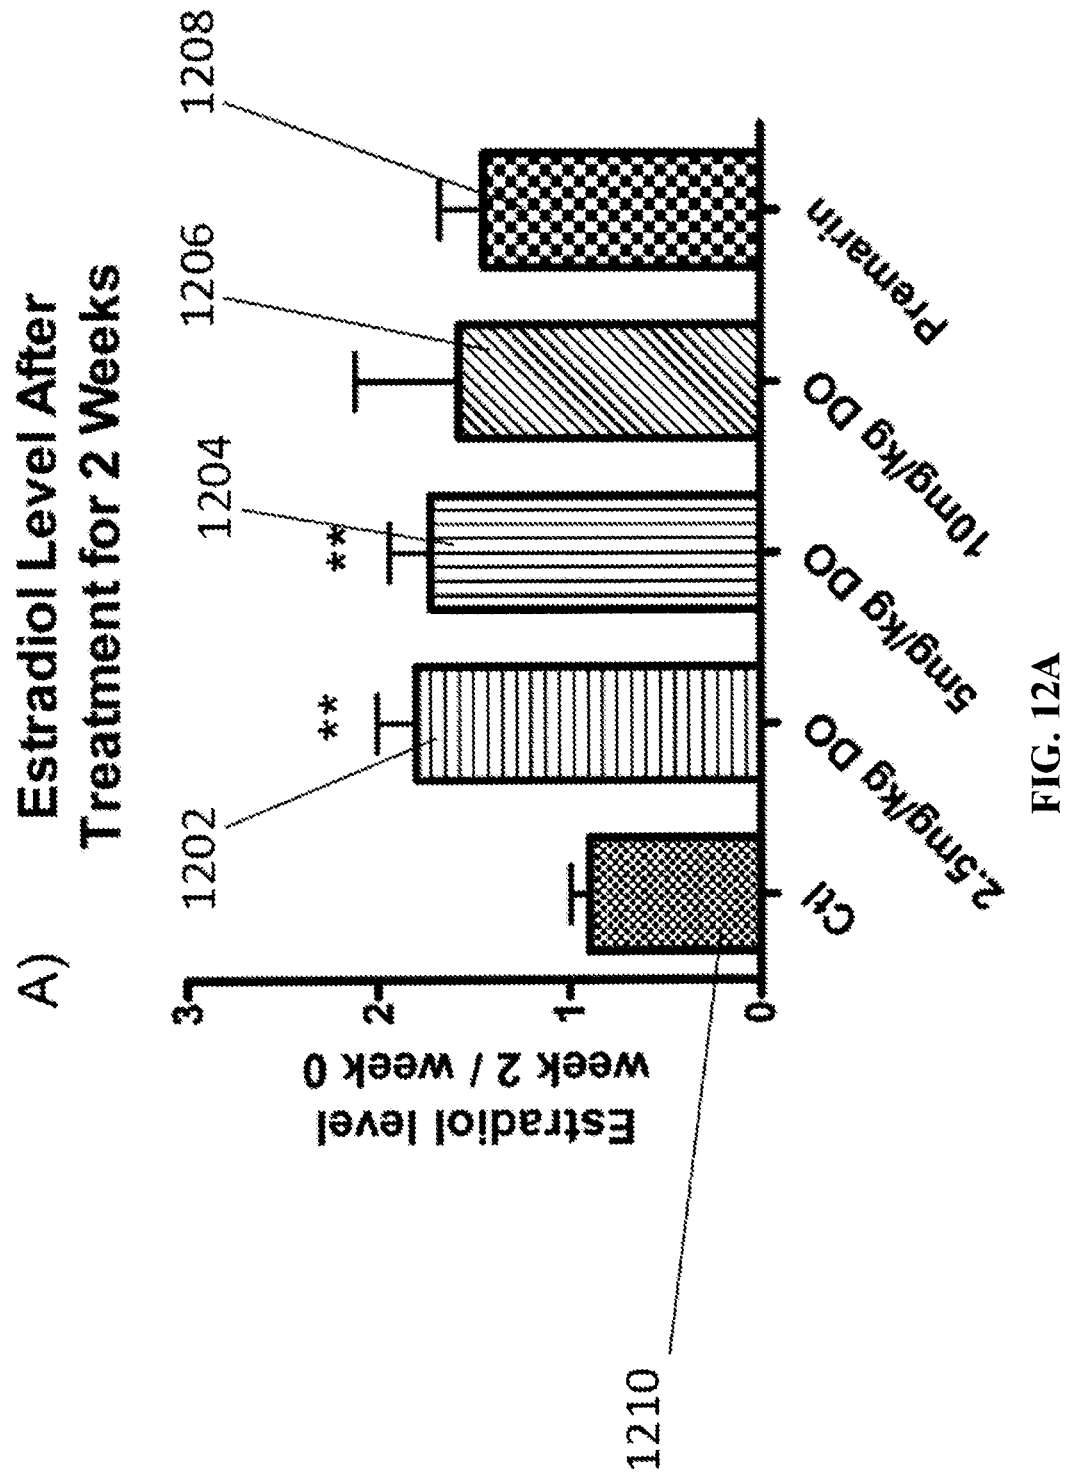 A) Estradiol Level After
Treatment for 2 Weeks
1202
1204
1206
1208
3
2
1
0
Estradiol level
week 2 / week 0
**
**
Ctl
2.5mg/kg DO
5mg/kg DO
10mg/kg DO
Premarin
1210
FIG. 12A